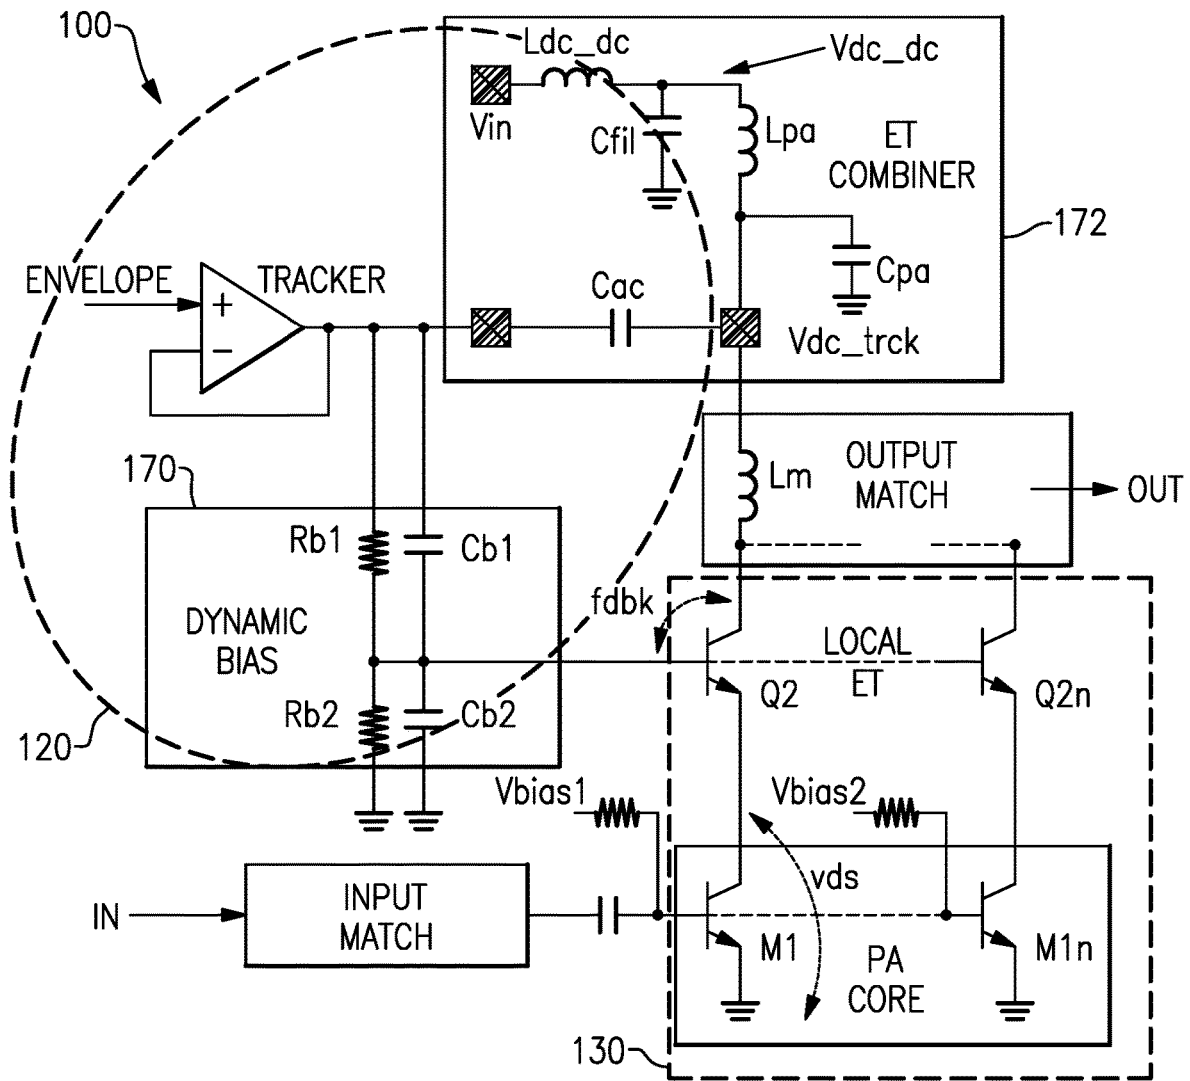 100
Ldc_dc
Vdc_dc
Vin
Cfil
Lpa
ET
COMBINER
172
ENVELOPE
TRACKER
+
−
Cac
Cpa
Vdc_trck
170
Lm
OUTPUT
MATCH
OUT
Rb1
Cb1
DYNAMIC
BIAS
fdbk
LOCAL
ET
Q2
Q2n
Rb2
Cb2
120
Vbias1
Vbias2
vds
IN
INPUT
MATCH
M1
PA
CORE
M1n
130